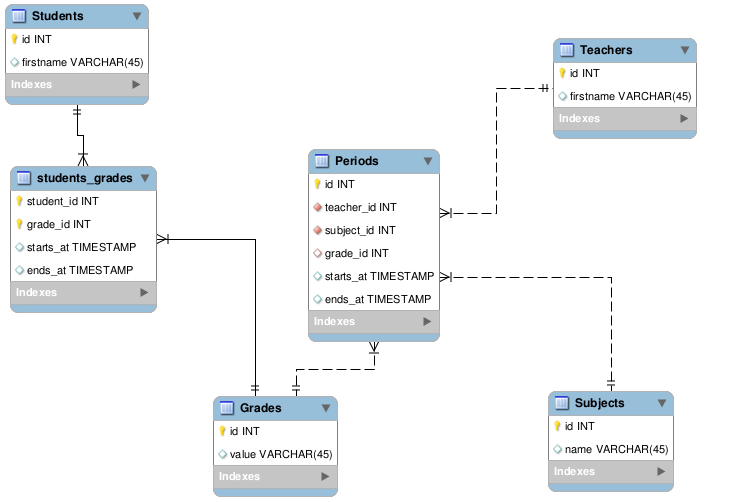 Students
id INT
firstname VARCHAR(45)
Indexes
Teachers
id INT
firstname VARCHAR(45)
Indexes
students_grades
student_id INT
grade_id INT
starts_at TIMESTAMP
ends_at TIMESTAMP
Indexes
Periods
id INT
teacher_id INT
subject_id INT
grade_id INT
starts_at TIMESTAMP
ends_at TIMESTAMP
Indexes
Grades
id INT
value VARCHAR(45)
Indexes
Subjects
id INT
name VARCHAR(45)
Indexes